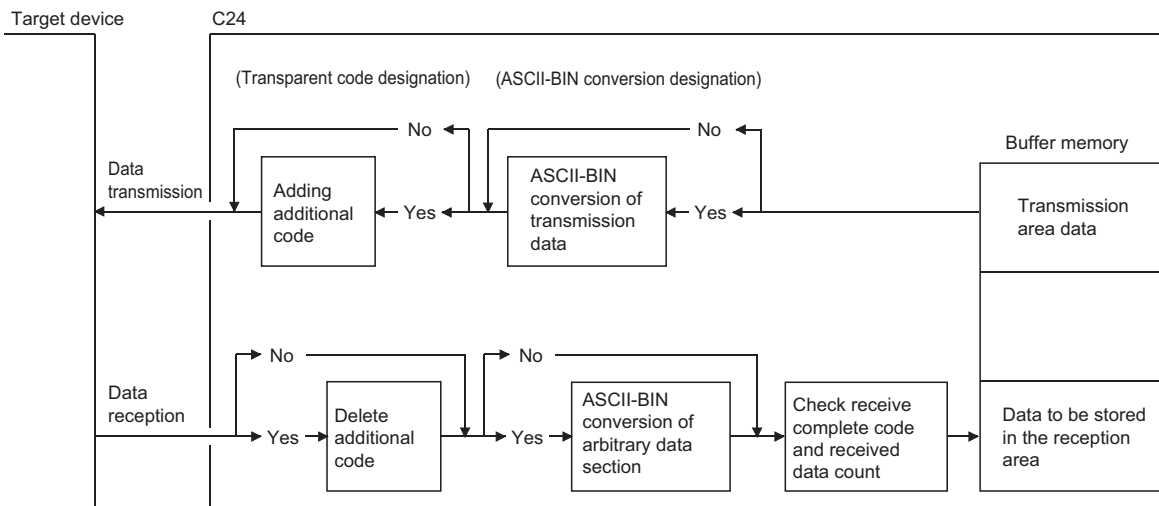 Target device
C24
(Transparent code designation)
(ASCII-BIN conversion designation)
No
No
Buffer memory
Data
transmission
Adding
additional
code
Yes
ASCII-BIN
conversion of
transmission
data
Yes
Transmission
area data
No
No
Data
reception
Yes
Delete
additional
code
Yes
ASCII-BIN
conversion of
arbitrary data
section
Check receive
complete code
and received
data count
Data to be stored
in the reception
area